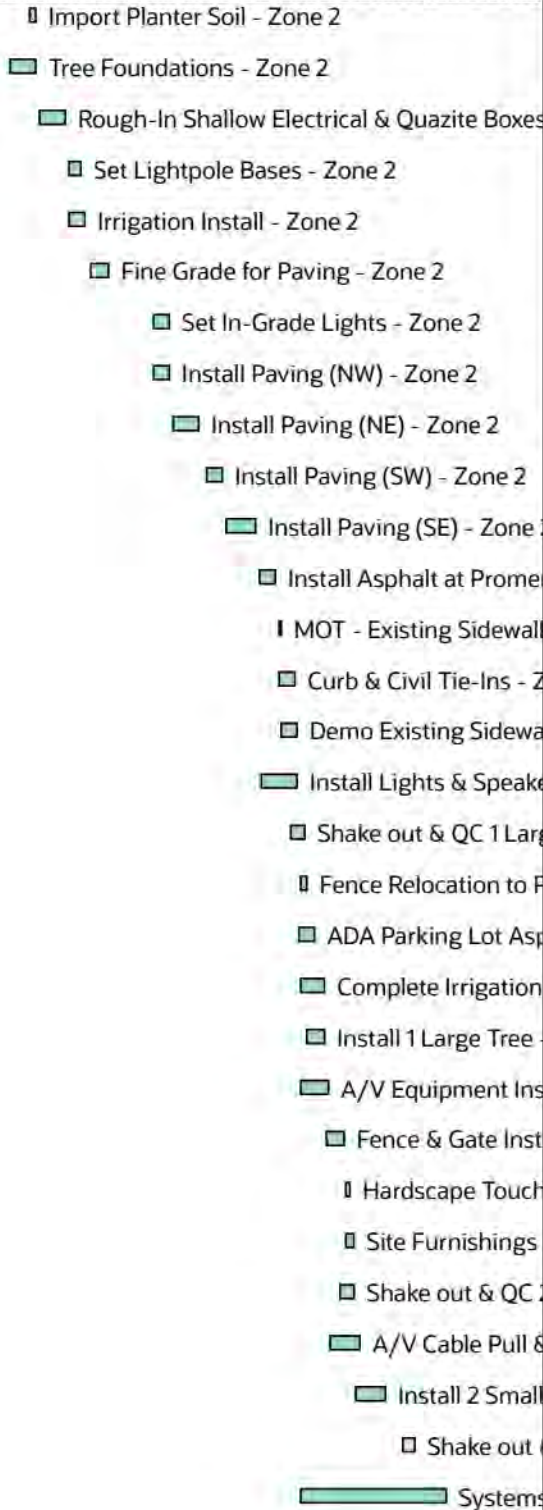 Import Planter Soil - Zone 2
Tree Foundations - Zone 2
Rough-In Shallow Electrical & Quazite Boxes
Set Lightpole Bases - Zone 2
Irrigation Install - Zone 2
Fine Grade for Paving - Zone 2
Set In-Grade Lights - Zone 2
Install Paving (NW) - Zone 2
Install Paving (NE) - Zone 2
Install Paving (SW) - Zone 2
Install Paving (SE) - Zone
Install Asphalt at
MOT - Existing
Curb & Civil Tie-Ins -
Demo Existing
Install Lights &
Shake out & QC 1
Fence Relocation to
ADA Parking Lot
Complete Irrigation
Install 1 Large Tree
A/V Equipment
Fence & Gate
Hardscape Touch
Site Furnishings
Shake out & QC
A/V Cable Pull &
Install 2
Shake out
Systems